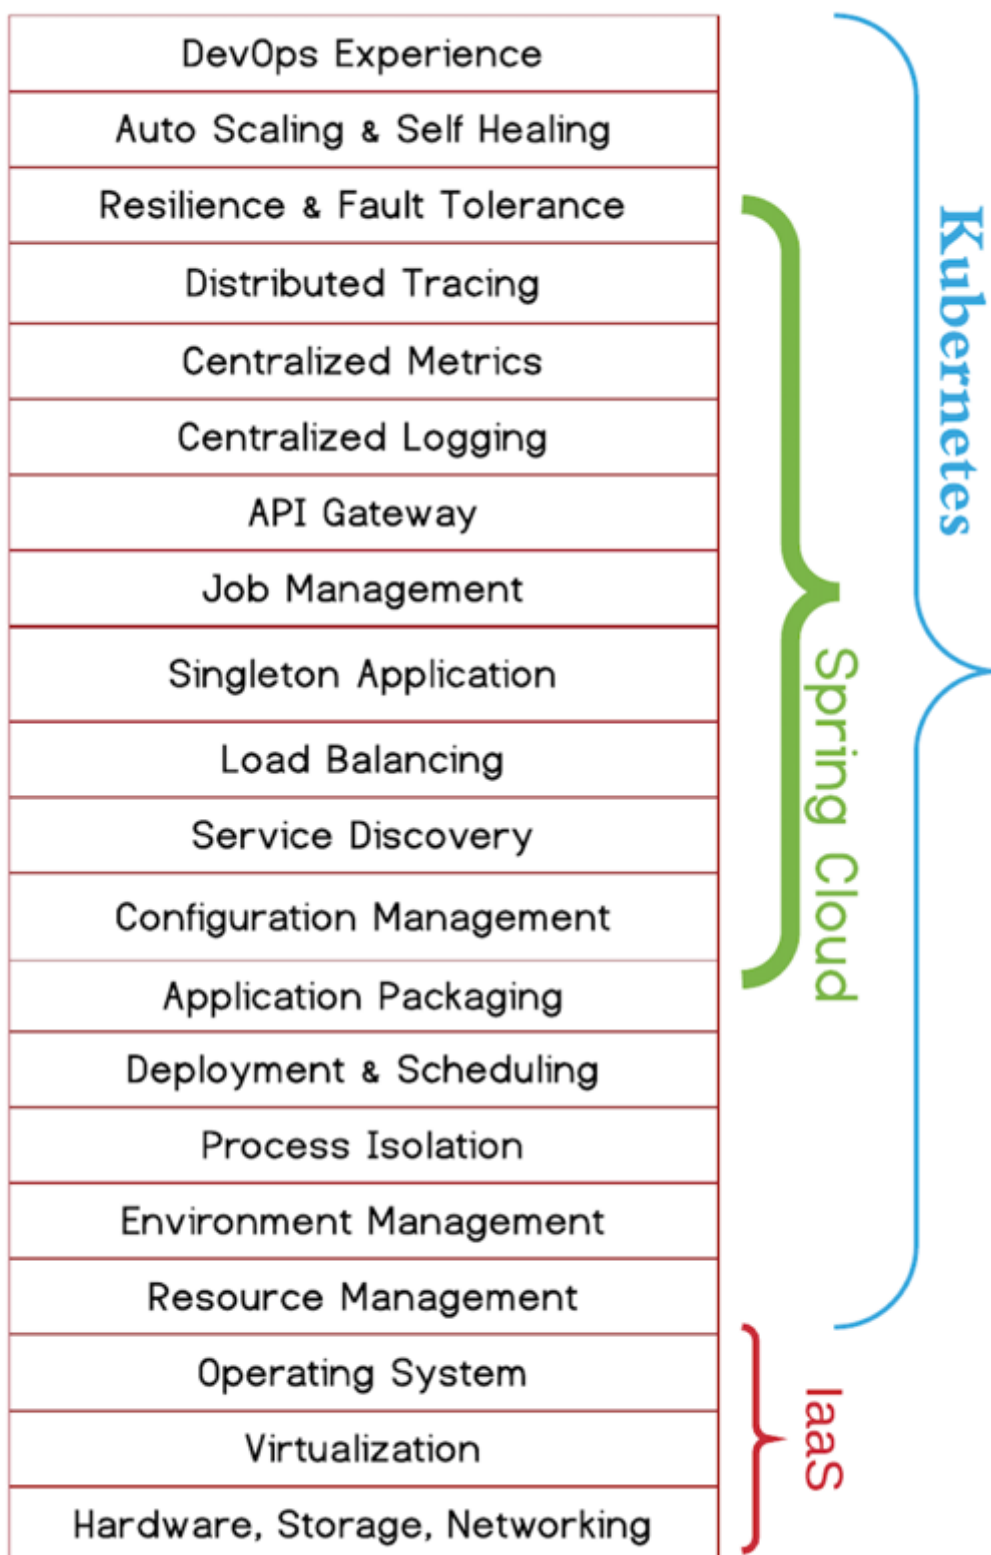 DevOps Experience
Auto Scaling & Self Healing
Resilience & Fault Tolerance
Distributed Tracing
Centralized Metrics
Centralized Logging
API Gateway
Job Management
Singleton Application
Load Balancing
Service Discovery
Configuration Management
Application Packaging
Deployment & Scheduling
Process Isolation
Environment Management
Resource Management
Operating System
Virtualization
Hardware, Storage, Networking
Kubernetes
Spring Cloud
IaaS